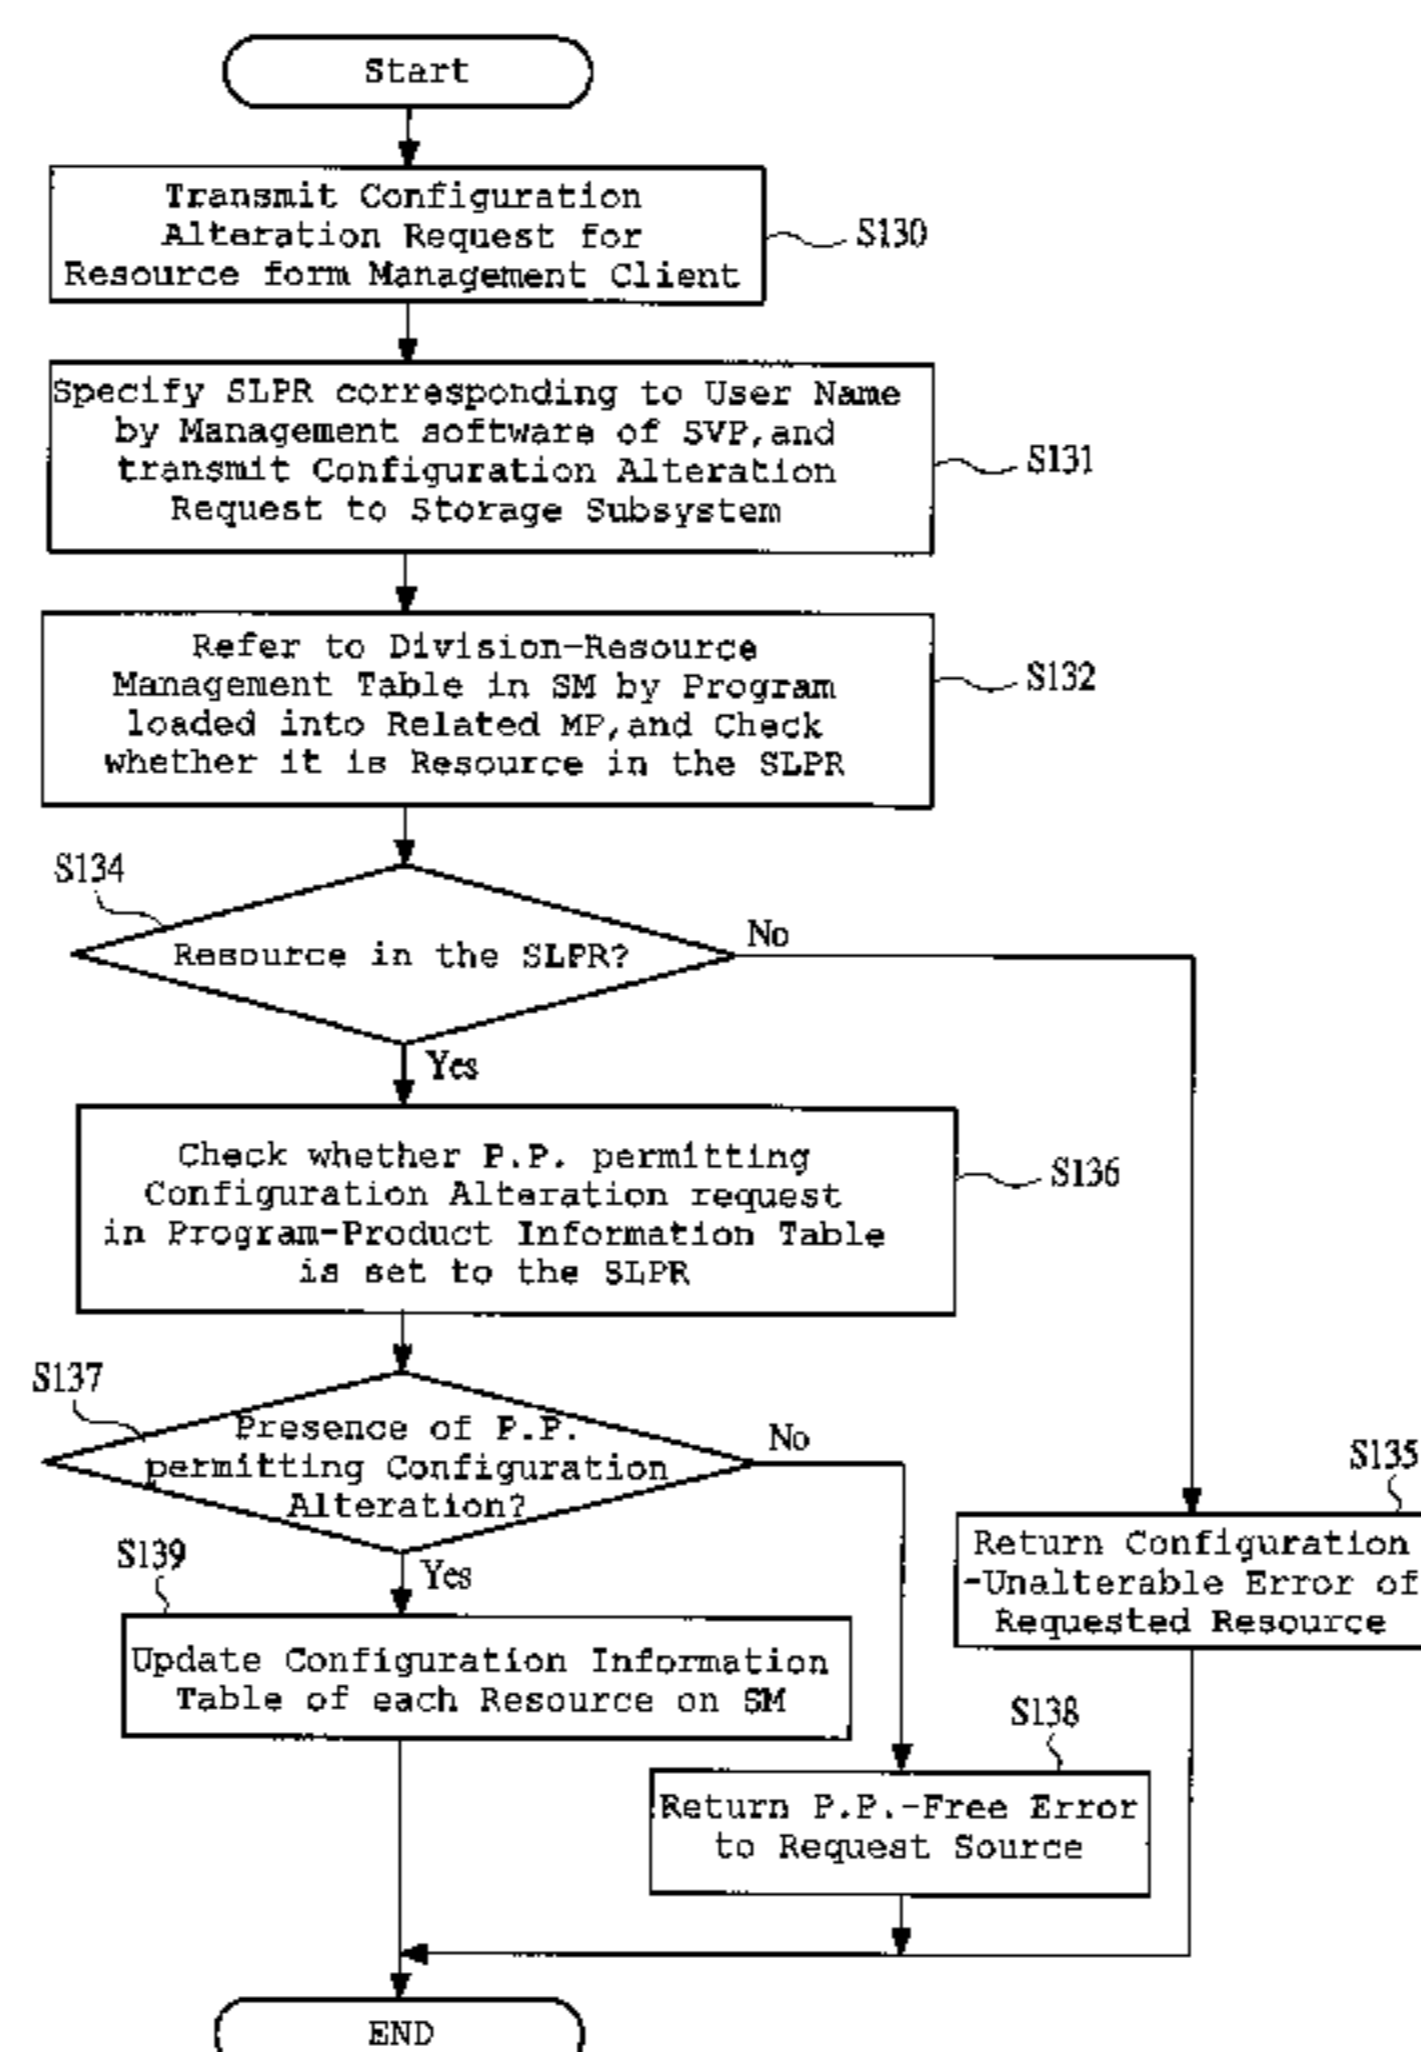 Start
Transmit Configuration
Alteration Request for
Resource form Management Client
S130
Specify SLPR corresponding to User Name
by Management software of SVP,and
transmit Configuration Alteration
Request to Storage Subsystem
S131
Refer to Division-Resource
Management Table in SM by Program
loaded into Related MP,and Check
whether it is Resource in the SLPR
S132
S134
Resource in the SLPR?
No
Yes
Check whether P.P. permitting
Configuration Alteration request
in Program-Product Information Table
is set to the SLPR
S136
S137
Presence of P.P.
permitting Configuration
Alteration?
No
Yes
S135
Return Configuration
-Unalterable Error of
Requested Resource
S139
Update Configuration Information
Table of each Resource on SM
S138
Return P.P.-Free Error
to Request Source
END